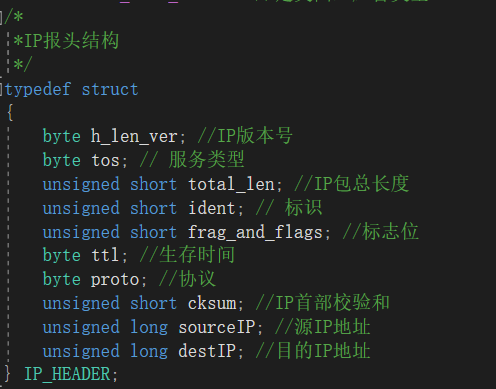 /*
*IP报头结构
*/
typedef struct
{
byte h_len_ver; //IP版本号
byte tos; // 服务类型
unsigned short total_len; //IP包总长度
unsigned short ident; // 标识
unsigned short frag_and_flags; //标志位
byte ttl; //生存时间
byte proto; //协议
unsigned short cksum; //IP首部校验和
unsigned long sourceIP; //源IP地址
unsigned long destIP; //目的IP地址
} IP_HEADER;